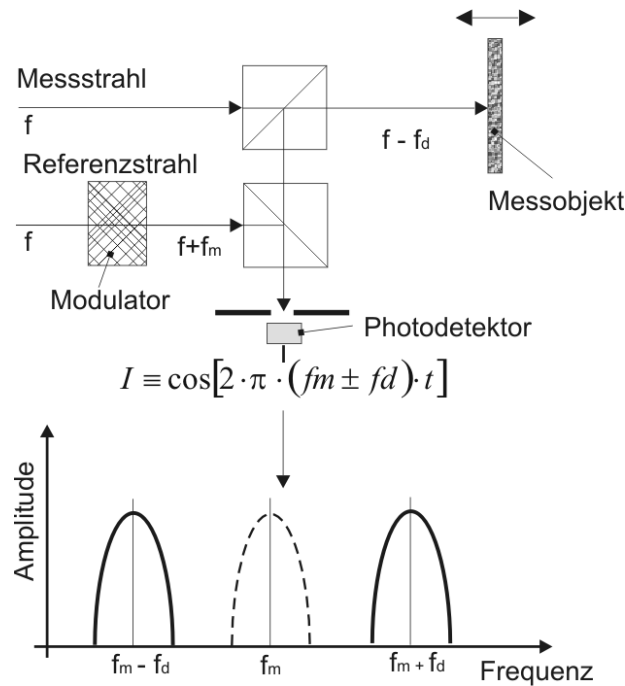 Messstrahl
f
f - fd
Referenzstrahl
Messobjekt
f
f+fm
Modulator
Photodetektor
I ≡ cos[2·π·(fm ± fd)·t]
Amplitude
fm - fd
fm
fm + fd
Frequenz